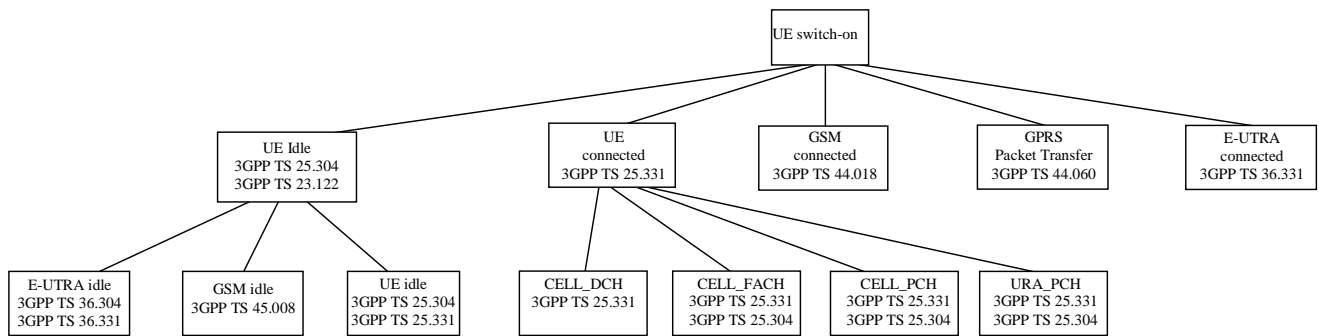 UE switch-on
UE Idle
3GPP TS 25.304
3GPP TS 23.122
UE
connected
3GPP TS 25.331
GSM
connected
3GPP TS 44.018
GPRS
Packet Transfer
3GPP TS 44.060
E-UTRA
connected
3GPP TS 36.331
E-UTRA idle
3GPP TS 36.304
3GPP TS 36.331
GSM idle
3GPP TS 45.008
UE idle
3GPP TS 25.304
3GPP TS 25.331
CELL_DCH
3GPP TS 25.331
CELL_FACH
3GPP TS 25.331
3GPP TS 25.304
CELL_PCH
3GPP TS 25.331
3GPP TS 25.304
URA_PCH
3GPP TS 25.331
3GPP TS 25.304